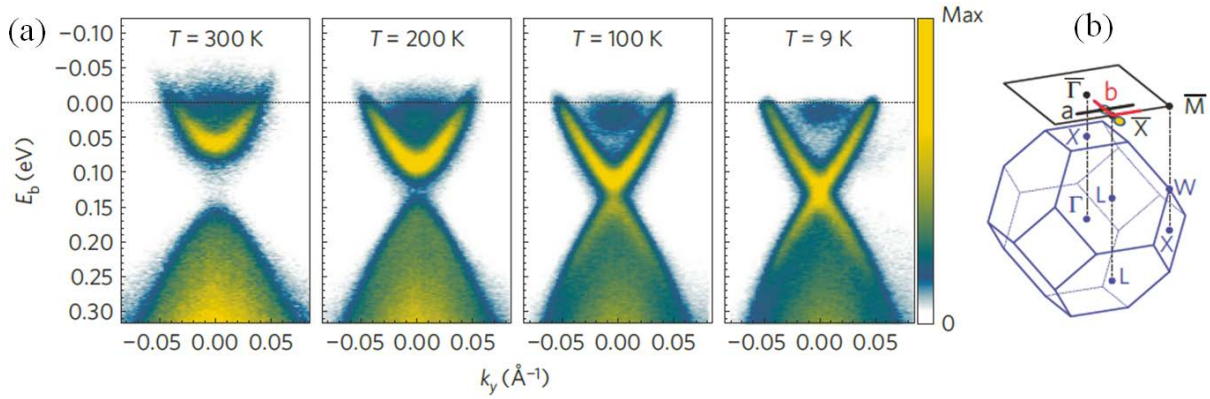 (a)
−0.10
−0.05
0.00
0.05
0.10
0.15
0.20
0.25
0.30
E_b (eV)
T = 300 K
T = 200 K
T = 100 K
T = 9 K
−0.05 0.00 0.05
−0.05 0.00 0.05
−0.05 0.00 0.05
−0.05 0.00 0.05
k_y (Å⁻¹)
Max
0
(b)
Γ̅
b
a
M̅
X̅
X
W
L
Γ
X
L